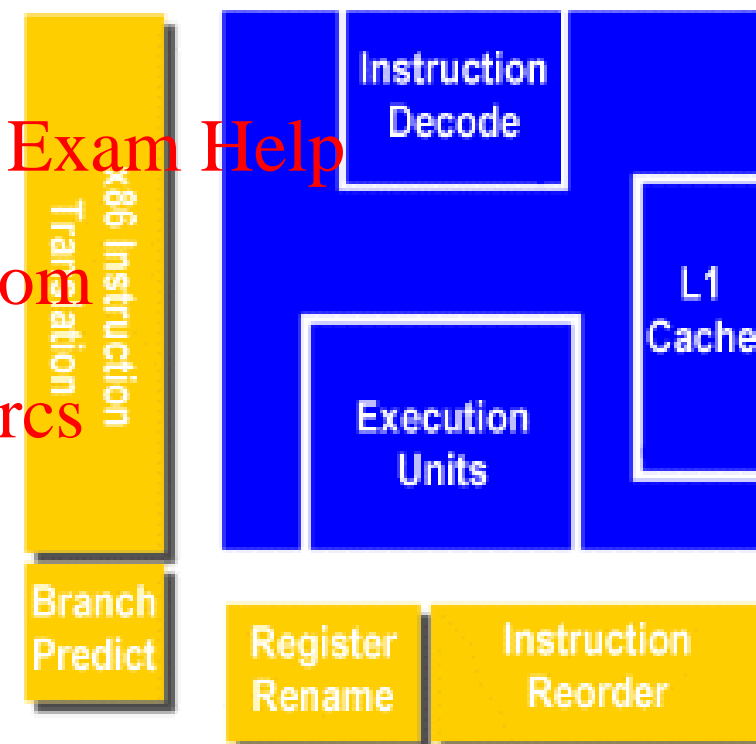 Instruction
Decode
Exam Help
x86 Instruction
Translation
om
rcs
L1
Cache
Execution
Units
Branch
Predict
Register
Rename
Instruction
Reorder